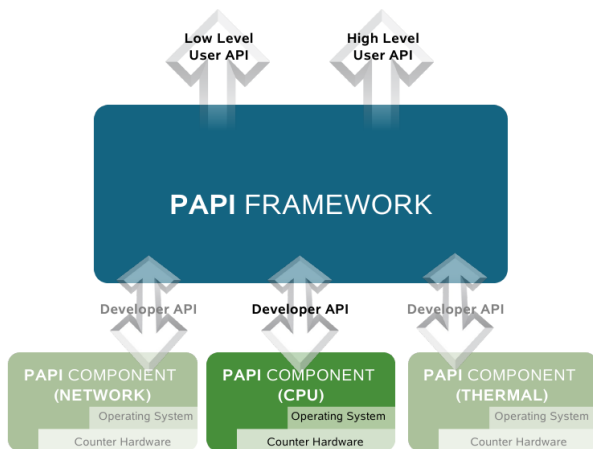 Low Level
User API
High Level
User API
PAPI FRAMEWORK
Developer API
Developer API
Developer API
PAPI COMPONENT
(NETWORK)
Operating System
Counter Hardware
PAPI COMPONENT
(CPU)
Operating System
Counter Hardware
PAPI COMPONENT
(THERMAL)
Operating System
Counter Hardware